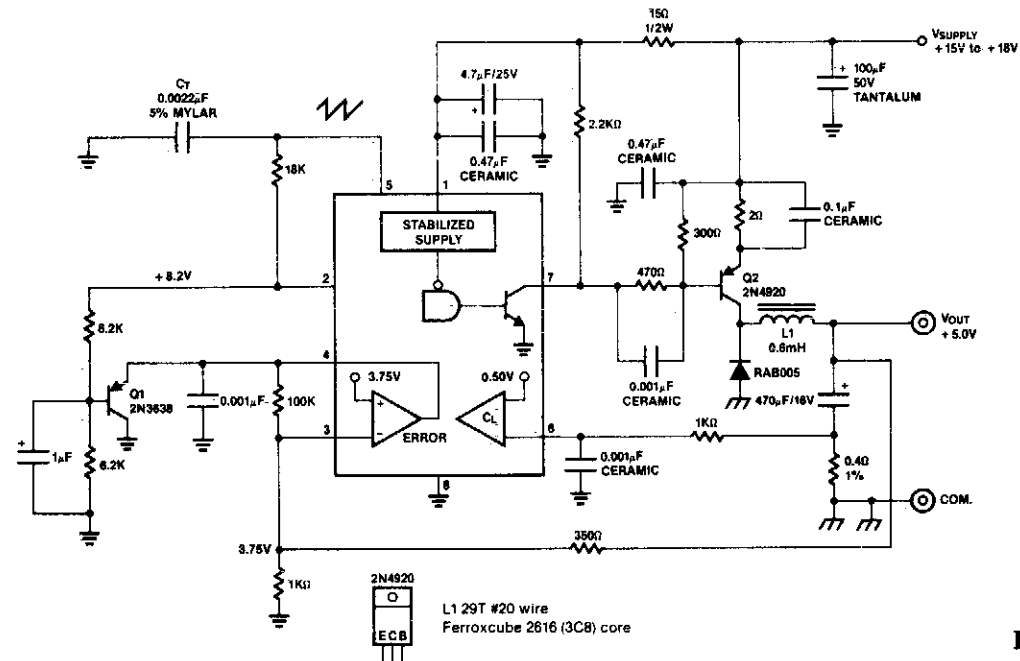 15Ω
1/2W
VSUPPLY
+15V to +18V
CT
0.0022µF
5% MYLAR
4.7µF/25V
+
0.47µF
CERAMIC
2.2KΩ
+
100µF
50V
TANTALUM
18K
5
1
0.47µF
CERAMIC
300Ω
2Ω
0.1µF
CERAMIC
STABILIZED
SUPPLY
+ 8.2V
2
7
470Ω
Q2
2N4920
8.2K
L1
0.6mH
VOUT
+ 5.0V
4
3.75V
0.50V
0.001µF
CERAMIC
RAB005
Q1
2N3638
0.001µF
100K
+
−
ERROR
CL
−
+
470µF/16V
3
6
1KΩ
+
1µF
6.2K
0.001µF
CERAMIC
0.4Ω
1%
8
COM.
3.75V
350Ω
1KΩ
2N4920
ECB
L1 29T #20 wire
Ferroxcube 2616 (3C8) core